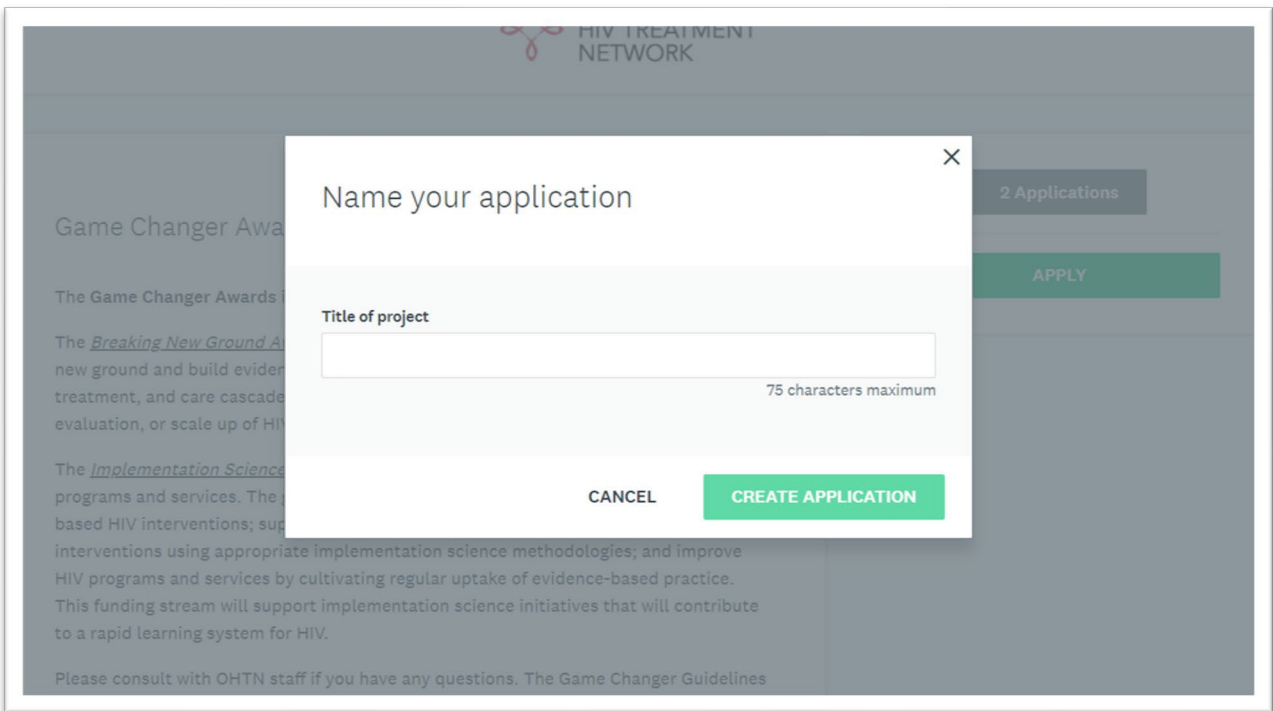 HIV TREATMENT
NETWORK
Name your application
2 Applications
Game Changer Awa
APPLY
The Game Changer Awards i
Title of project
The Breaking New Ground A
new ground and build eviden
75 characters maximum
treatment, and care cascade
evaluation, or scale up of HIV
The Implementation Science
programs and services. The g
CANCEL
CREATE APPLICATION
based HIV interventions; sup
interventions using appropriate implementation science methodologies; and improve
HIV programs and services by cultivating regular uptake of evidence-based practice.
This funding stream will support implementation science initiatives that will contribute
to a rapid learning system for HIV.
Please consult with OHTN staff if you have any questions. The Game Changer Guidelines